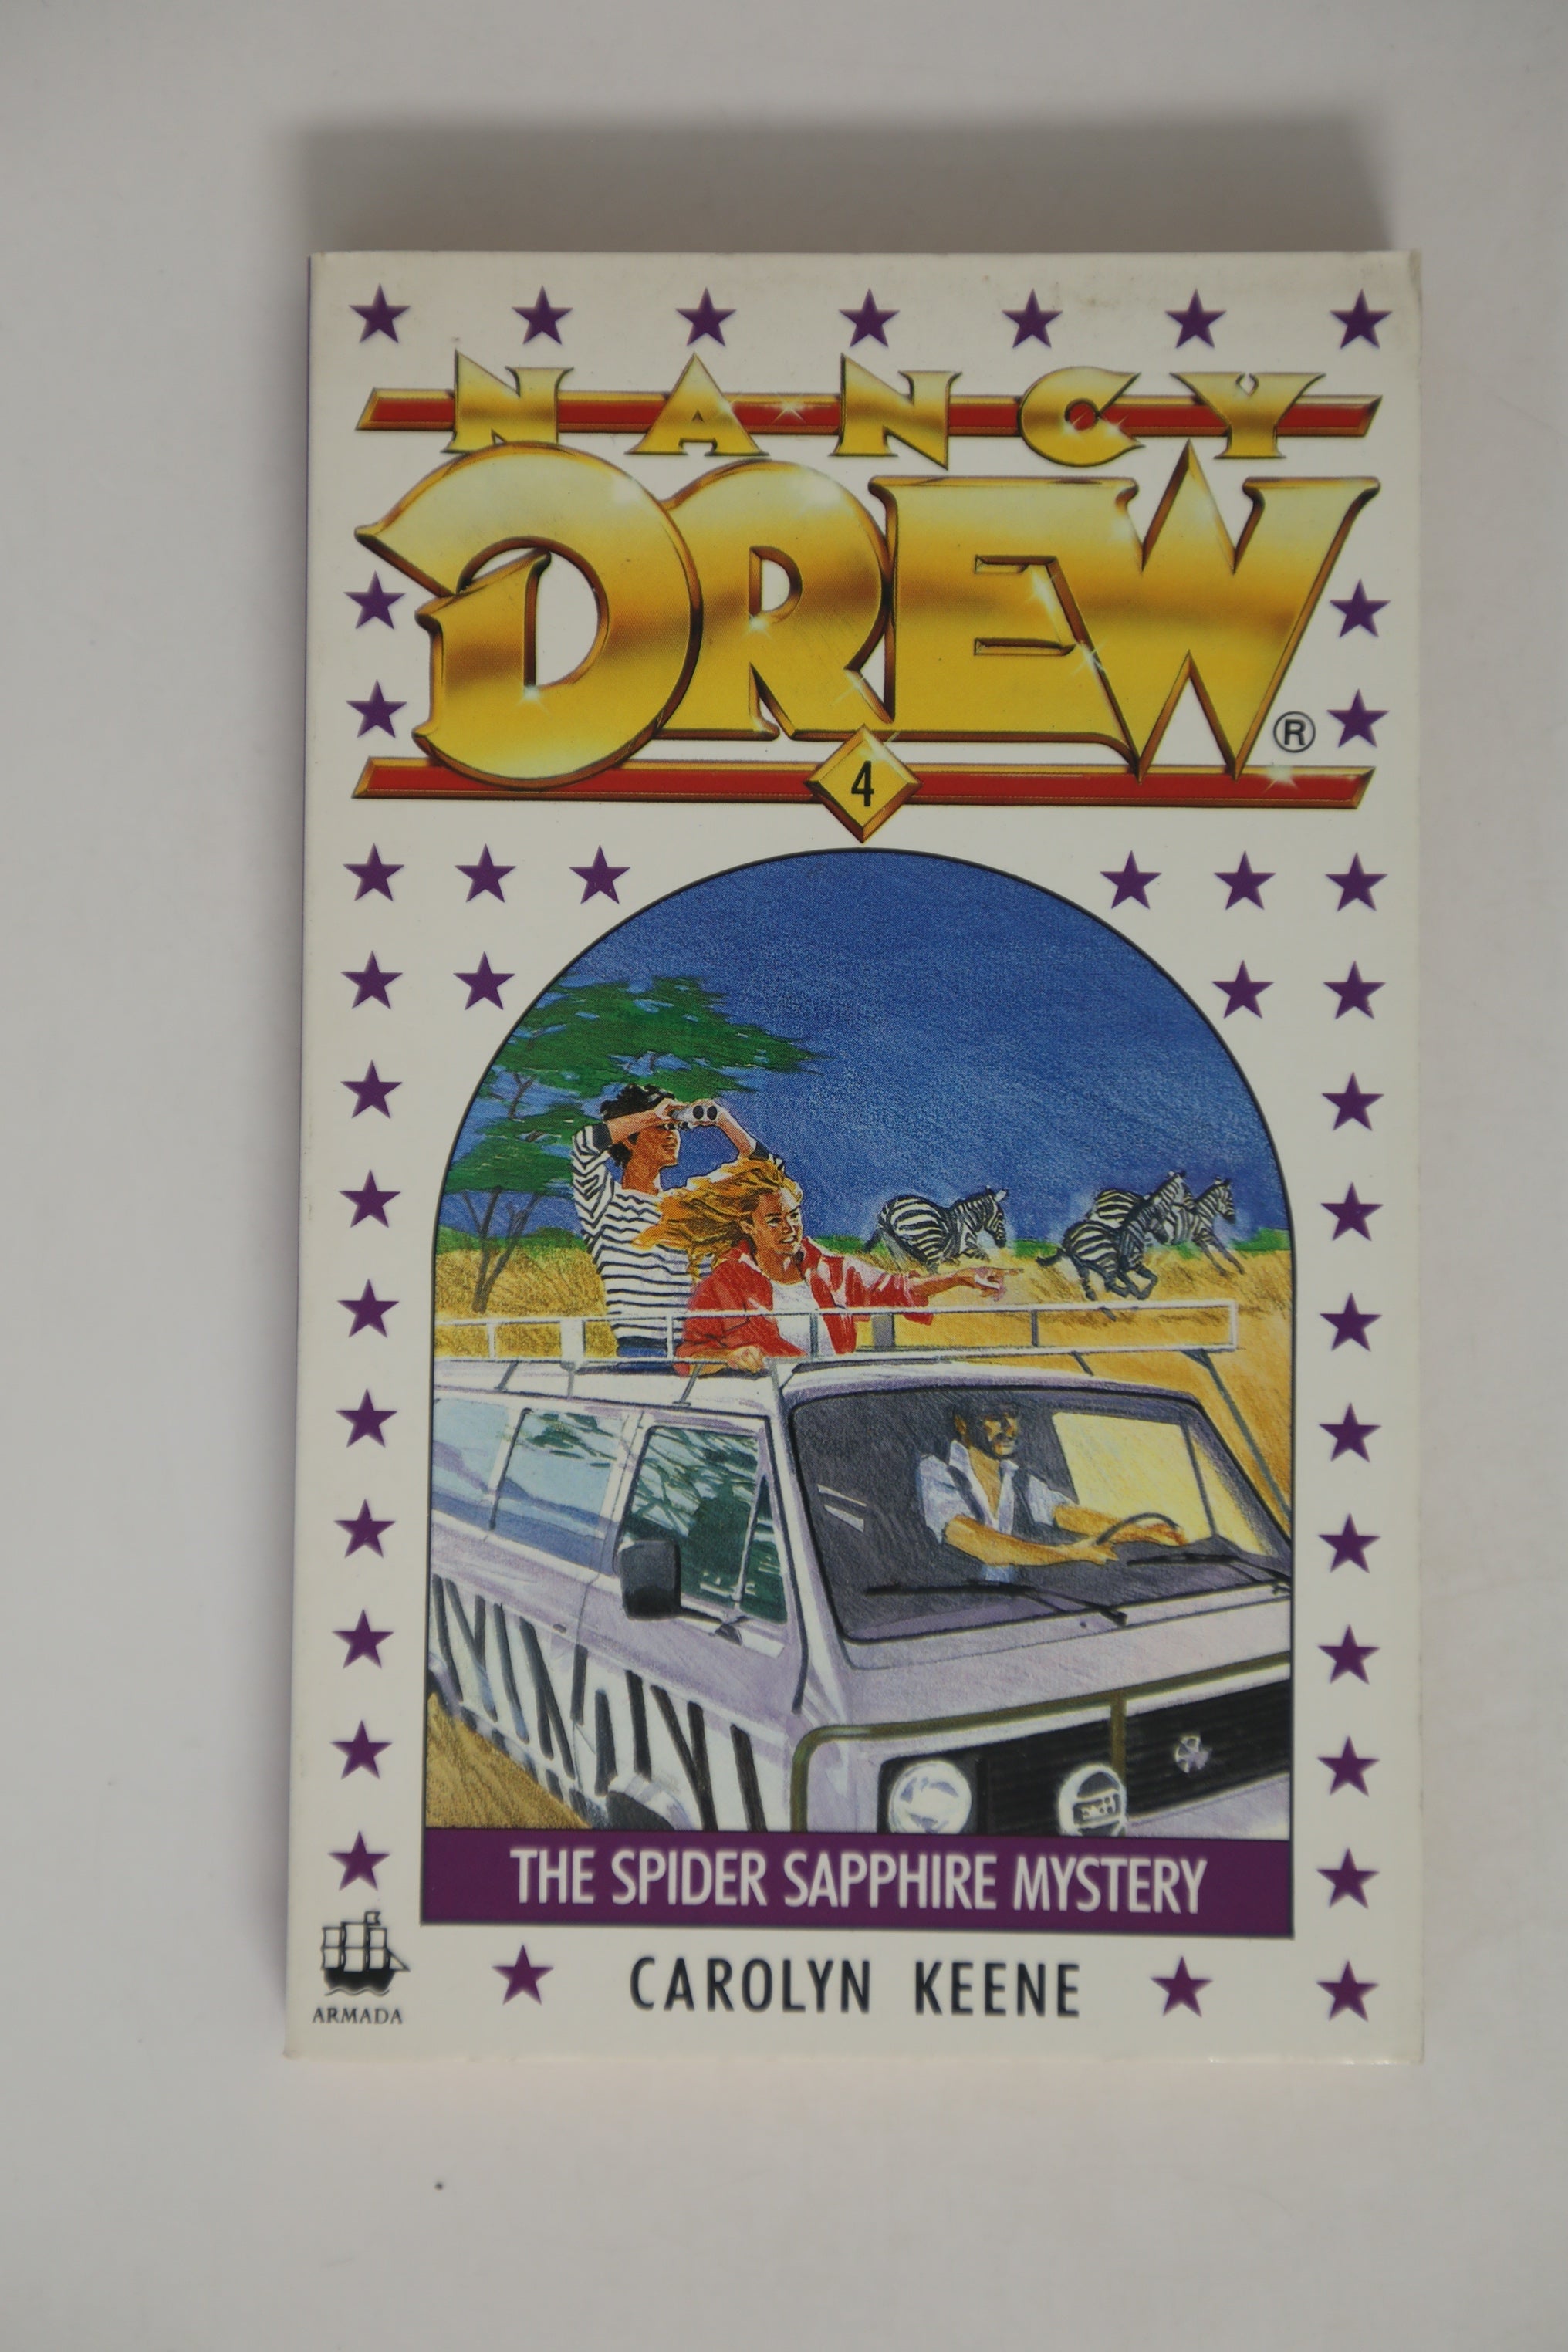 NANCY
DREW
®
4
THE SPIDER SAPPHIRE MYSTERY
CAROLYN KEENE
ARMADA